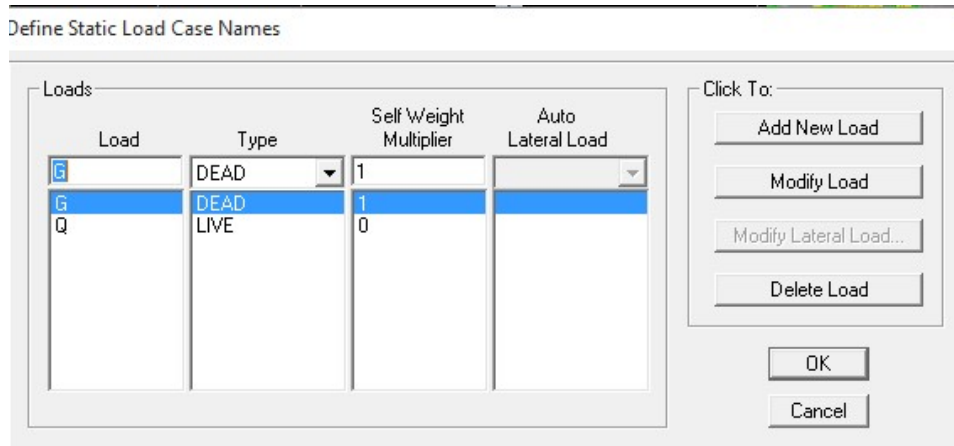 Define Static Load Case Names
Loads
Load
Type
Self Weight
Multiplier
Auto
Lateral Load
G
DEAD
1
G
DEAD
1
Q
LIVE
0
Click To:
Add New Load
Modify Load
Modify Lateral Load...
Delete Load
OK
Cancel